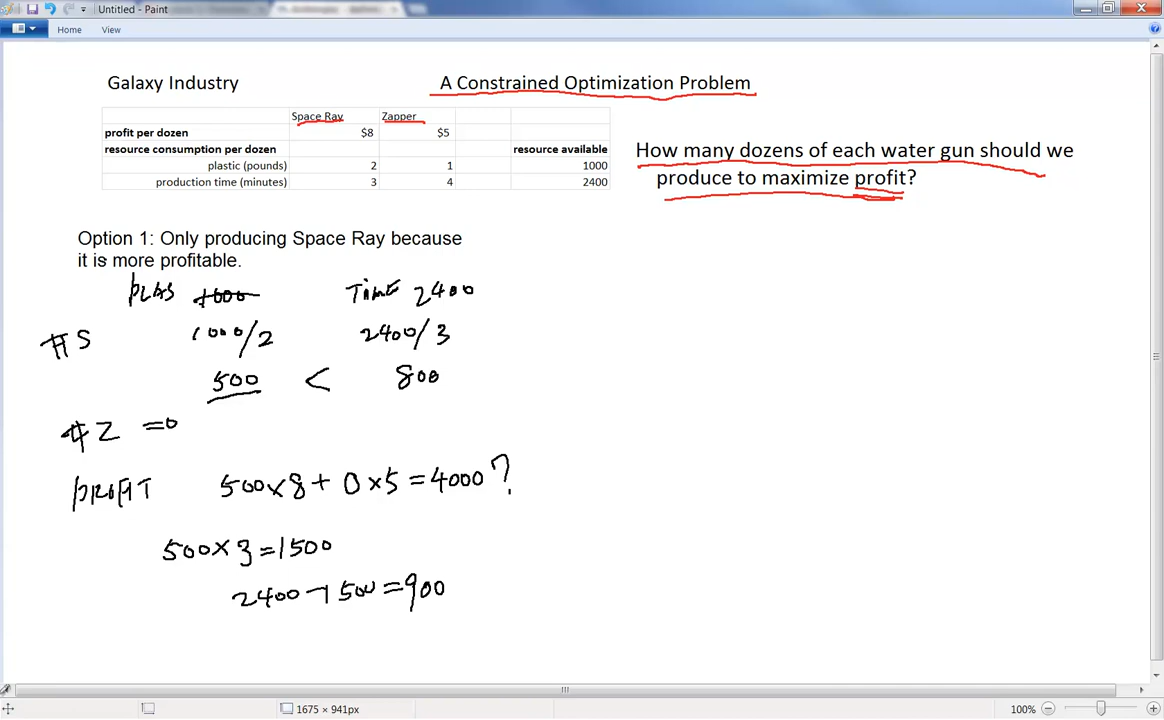 Untitled - Paint
Home View
Galaxy Industry
A Constrained Optimization Problem
Space Ray Zapper
profit per dozen $8 $5
resource consumption per dozen resource available
plastic (pounds) 2 1 1000
production time (minutes) 3 4 2400
How many dozens of each water gun should we
produce to maximize profit?
Option 1: Only producing Space Ray because
it is more profitable.
PLAS 1000 TIME 2400
#S 1000/2 2400/3
500 < 800
#Z =0
PROFIT 500×8+0×5=4000?
500×3=1500
2400-1500=900
1675 × 941px
100%